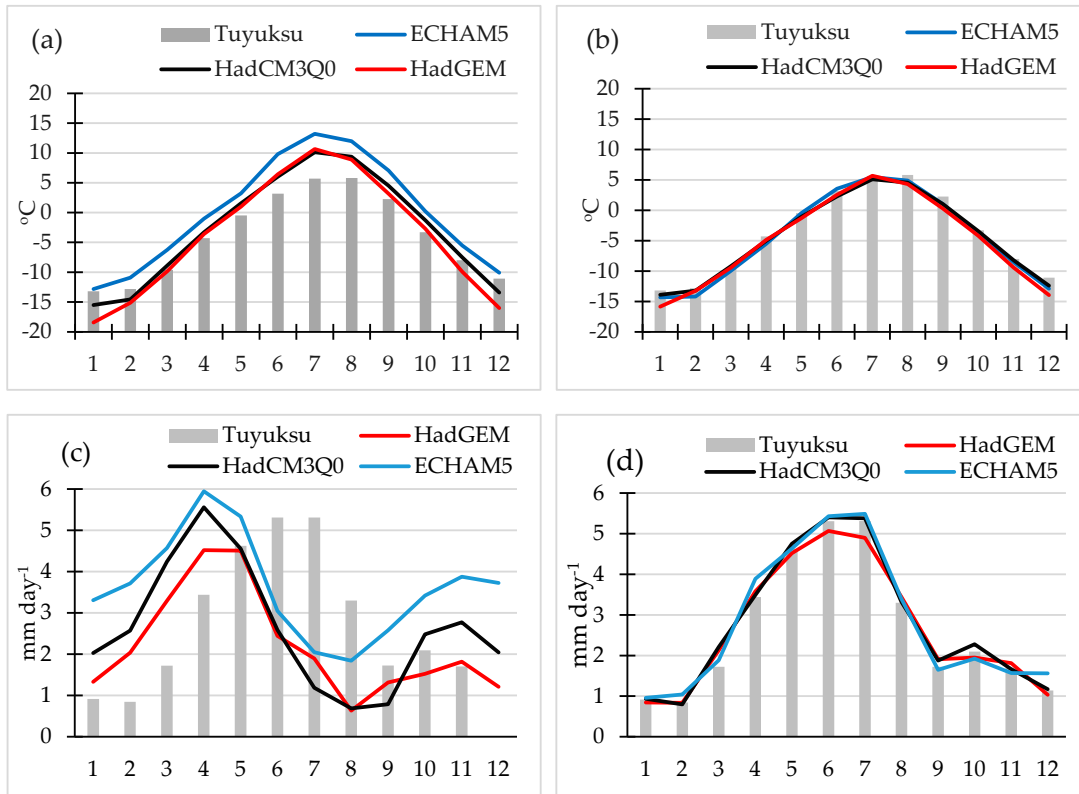 (a) Tuyuksu ECHAM5
HadCM3Q0 HadGEM
20
15
10
5
0
-5
-10
-15
-20
°C
1 2 3 4 5 6 7 8 9 10 11 12
(b) Tuyuksu ECHAM5
HadCM3Q0 HadGEM
20
15
10
5
0
-5
-10
-15
-20
°C
1 2 3 4 5 6 7 8 9 10 11 12
(c) Tuyuksu HadGEM
HadCM3Q0 ECHAM5
6
5
4
3
2
1
0
mm day-1
1 2 3 4 5 6 7 8 9 10 11 12
(d) Tuyuksu HadGEM
HadCM3Q0 ECHAM5
6
5
4
3
2
1
0
mm day-1
1 2 3 4 5 6 7 8 9 10 11 12